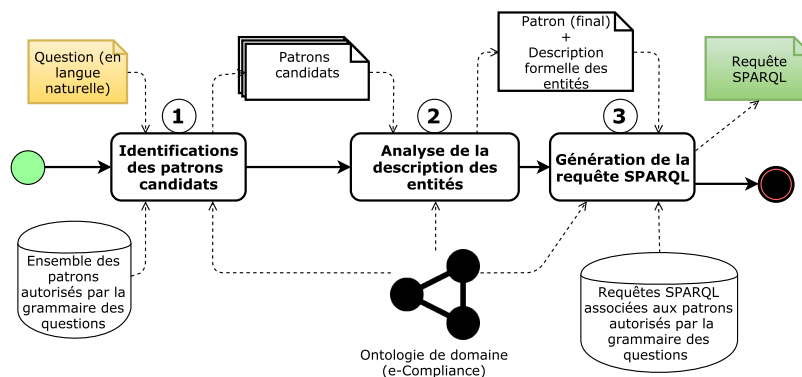 Question (en
langue
naturelle)
Patrons
candidats
Patron (final)
+
Description
formelle des
entités
Requête
SPARQL
1
2
3
Identifications
des patrons
candidats
Analyse de la
description des
entités
Génération de la
requête SPARQL
Ensemble des
patrons
autorisés par la
grammaire des
questions
Ontologie de domaine
(e-Compliance)
Requêtes SPARQL
associées aux patrons
autorisés par la
grammaire des
questions